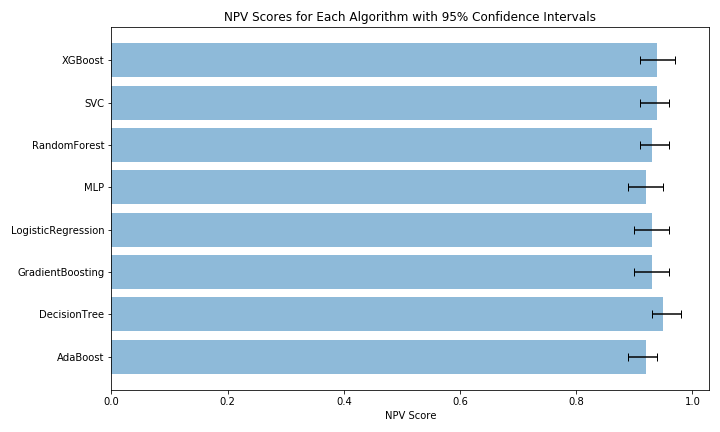 NPV Scores for Each Algorithm with 95% Confidence Intervals
XGBoost
SVC
RandomForest
MLP
LogisticRegression
GradientBoosting
DecisionTree
AdaBoost
0.0 0.2 0.4 0.6 0.8 1.0
NPV Score